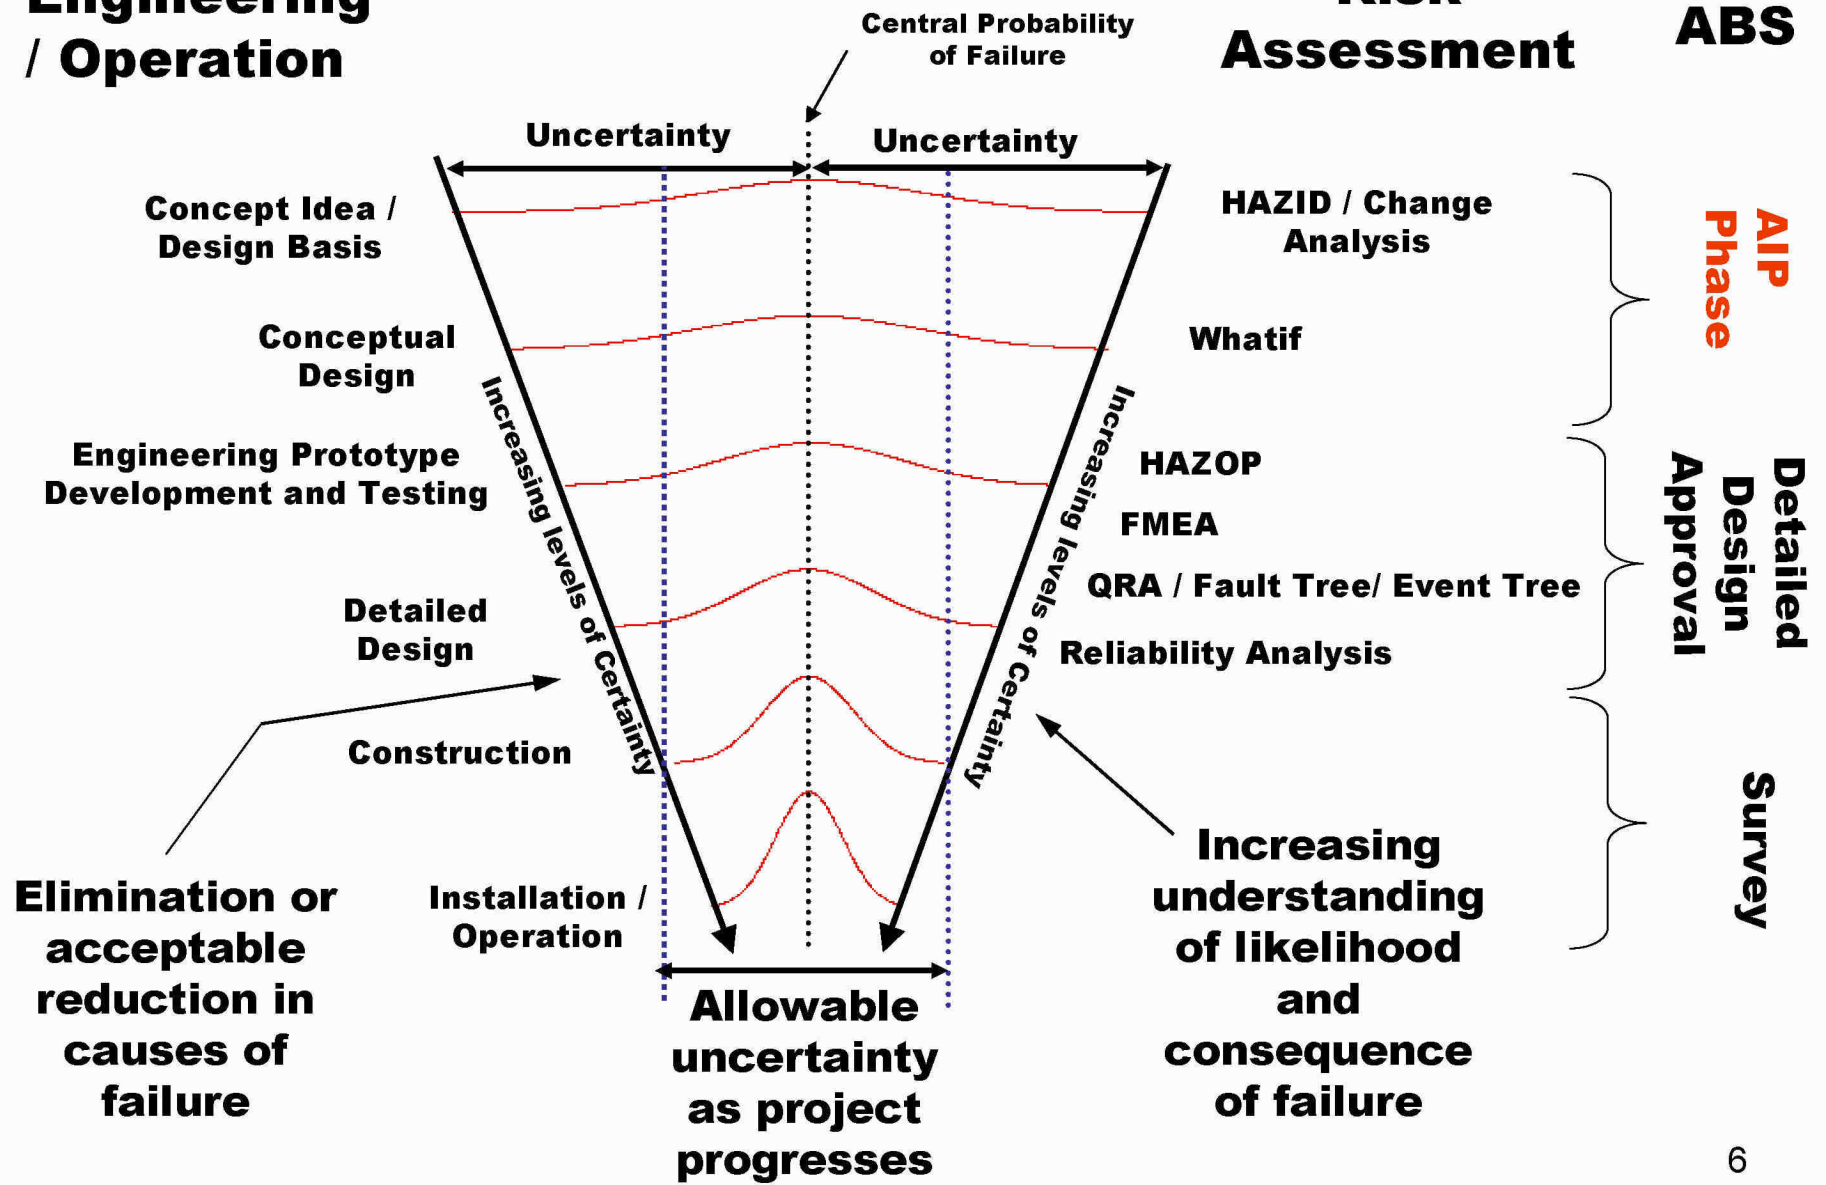 Engineering
/ Operation
Central Probability
of Failure
Risk
Assessment
ABS
Uncertainty
Uncertainty
Concept Idea /
Design Basis
HAZID / Change
Analysis
AIP
Phase
Conceptual
Design
Whatif
Increasing levels of Certainty
Increasing levels of Certainty
Engineering Prototype
Development and Testing
HAZOP
FMEA
QRA / Fault Tree/ Event Tree
Reliability Analysis
Detailed
Design
Approval
Detailed
Design
Construction
Survey
Installation /
Operation
Elimination or
acceptable
reduction in
causes of
failure
Allowable
uncertainty
as project
progresses
Increasing
understanding
of likelihood
and
consequence
of failure
6